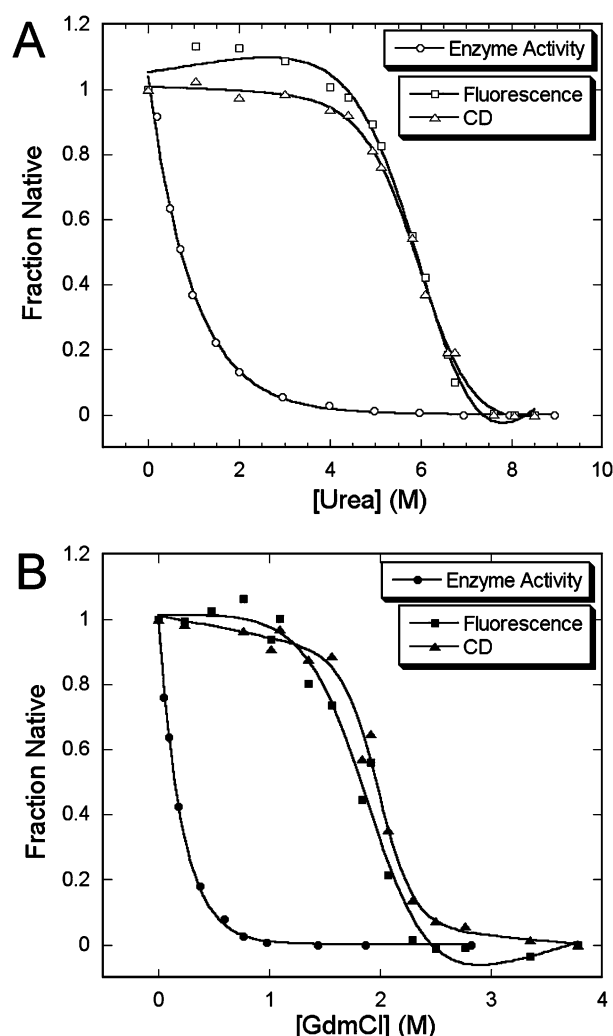 A
1.2
Enzyme Activity
1
Fluorescence
CD
0.8
0.6
0.4
0.2
0
Fraction Native
0 2 4 6 8 10
[Urea] (M)
B
1.2
Enzyme Activity
1
Fluorescence
CD
0.8
0.6
0.4
0.2
0
Fraction Native
0 1 2 3 4
[GdmCl] (M)